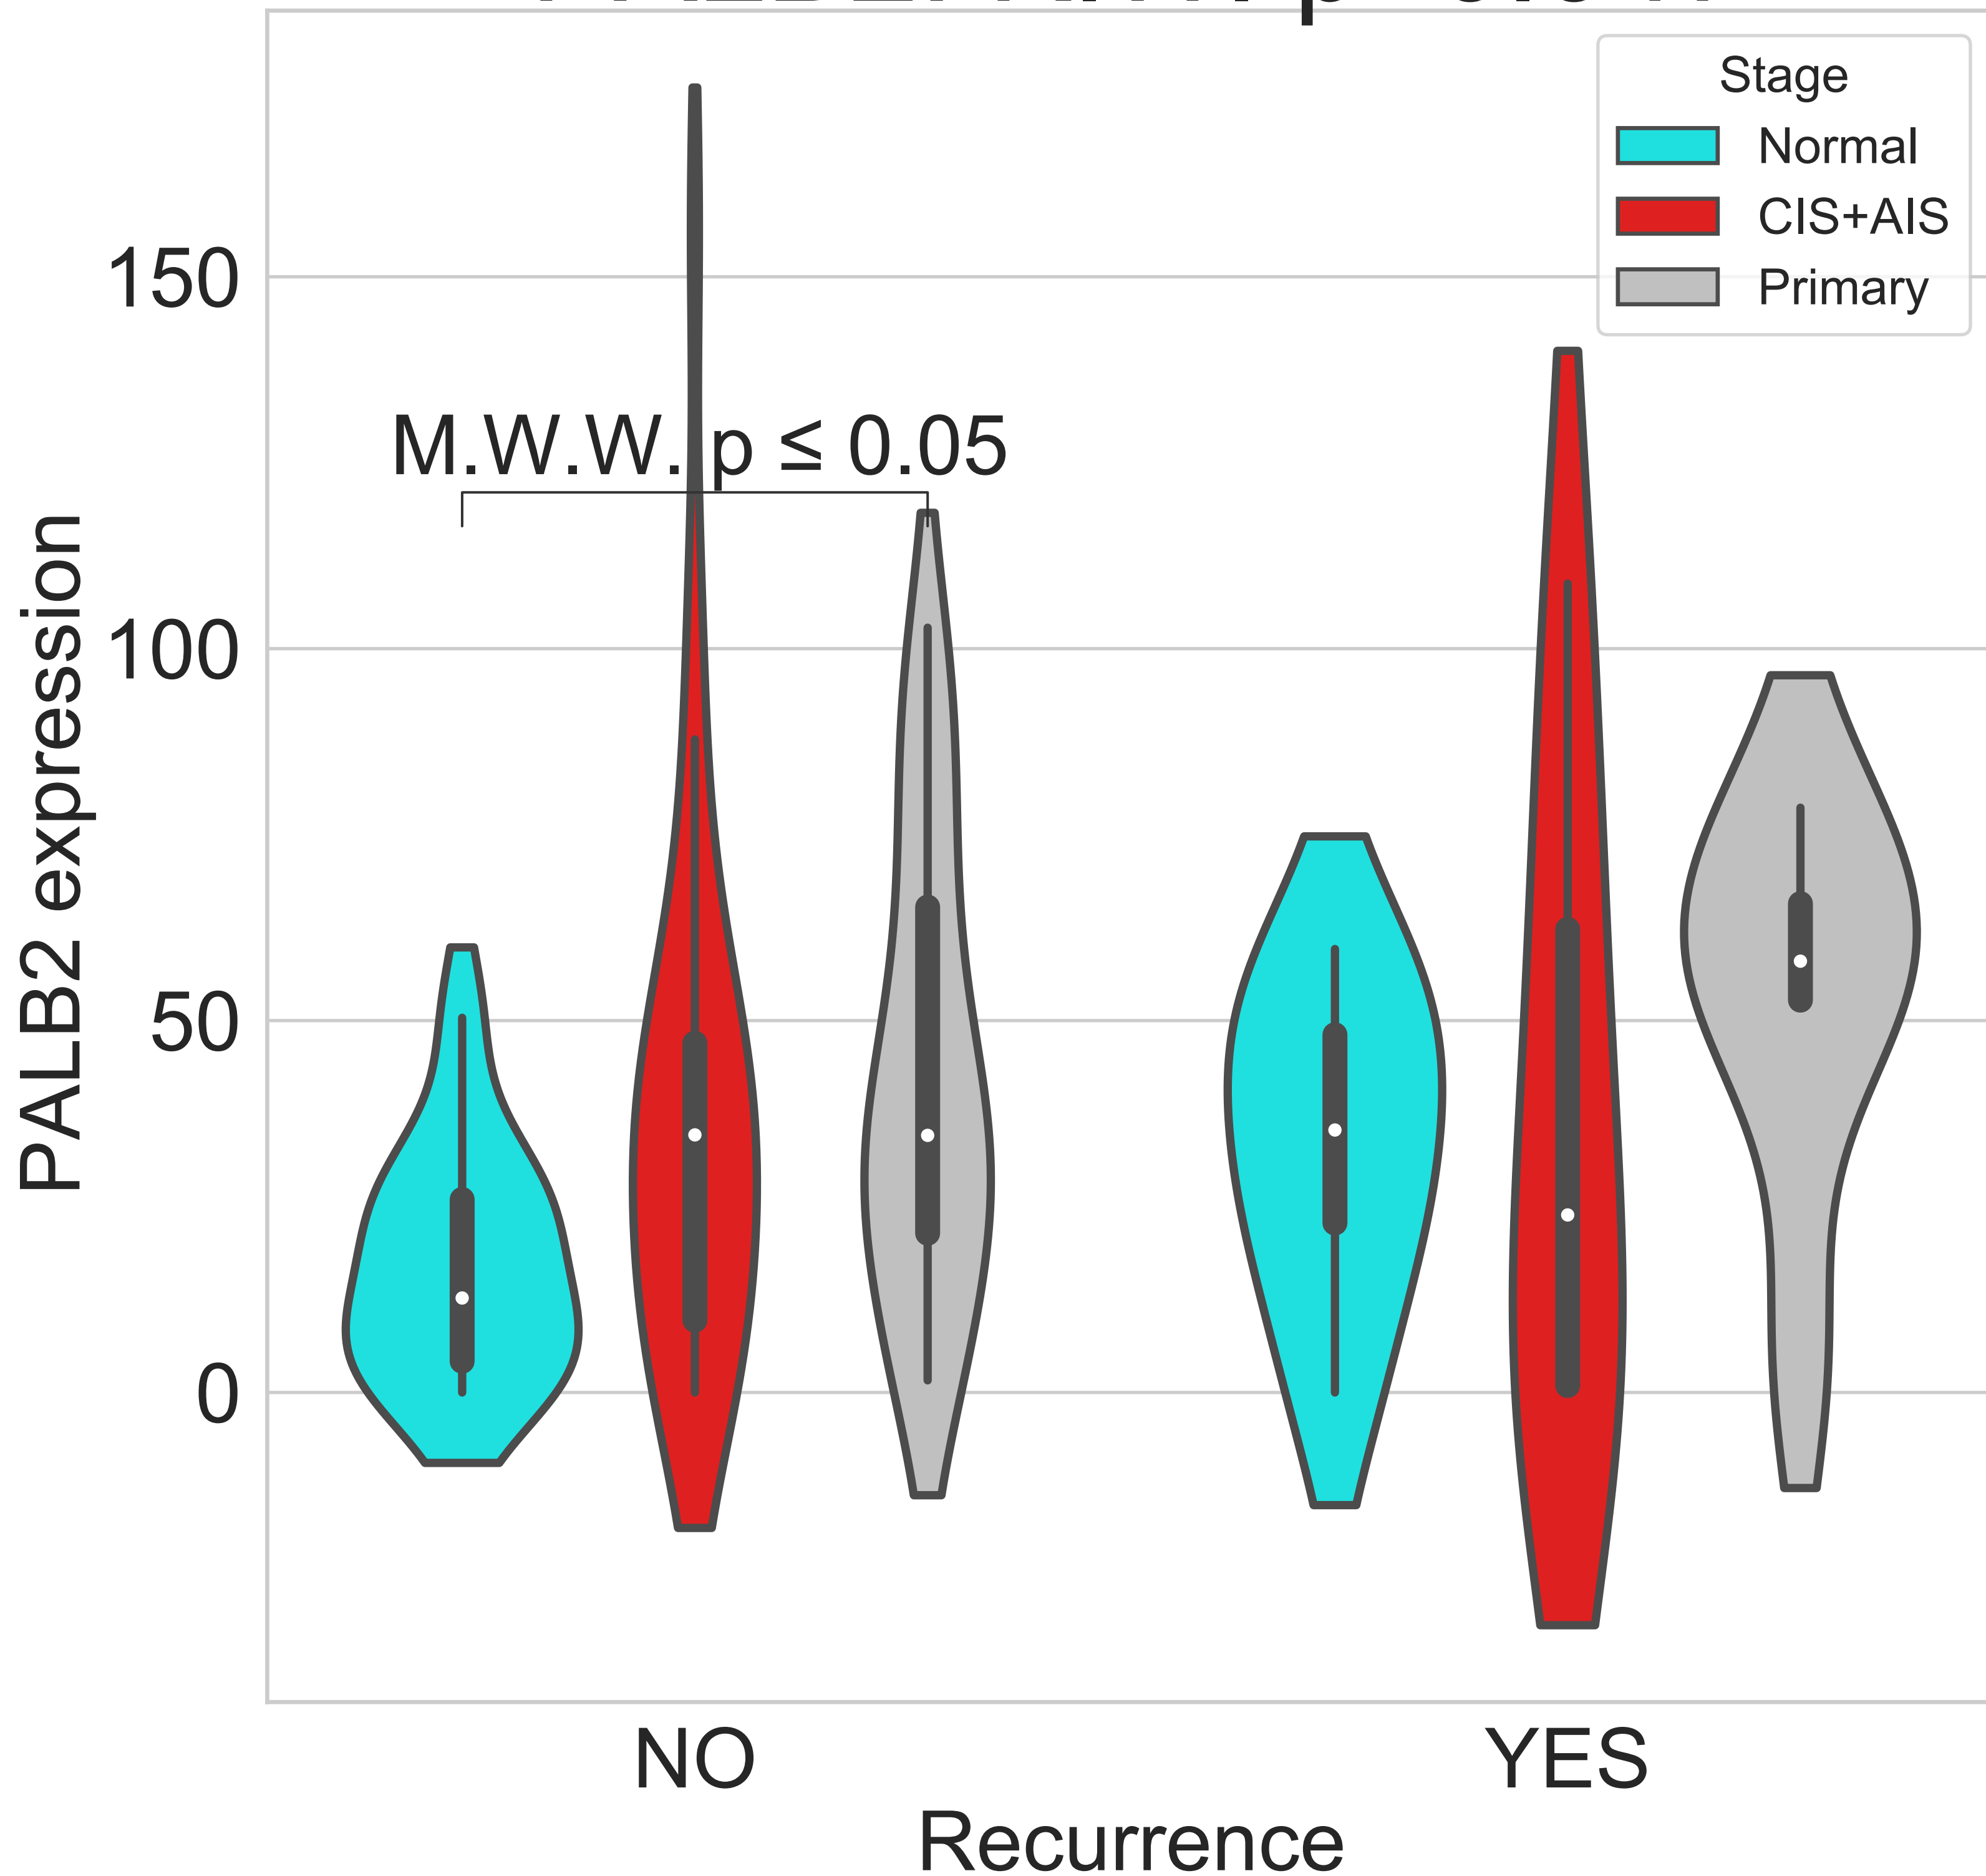 Stage
Normal
CIS+AIS
Primary
M.W.W. p ≤ 0.05
150
100
50
0
PALB2 expression
NO
YES
Recurrence